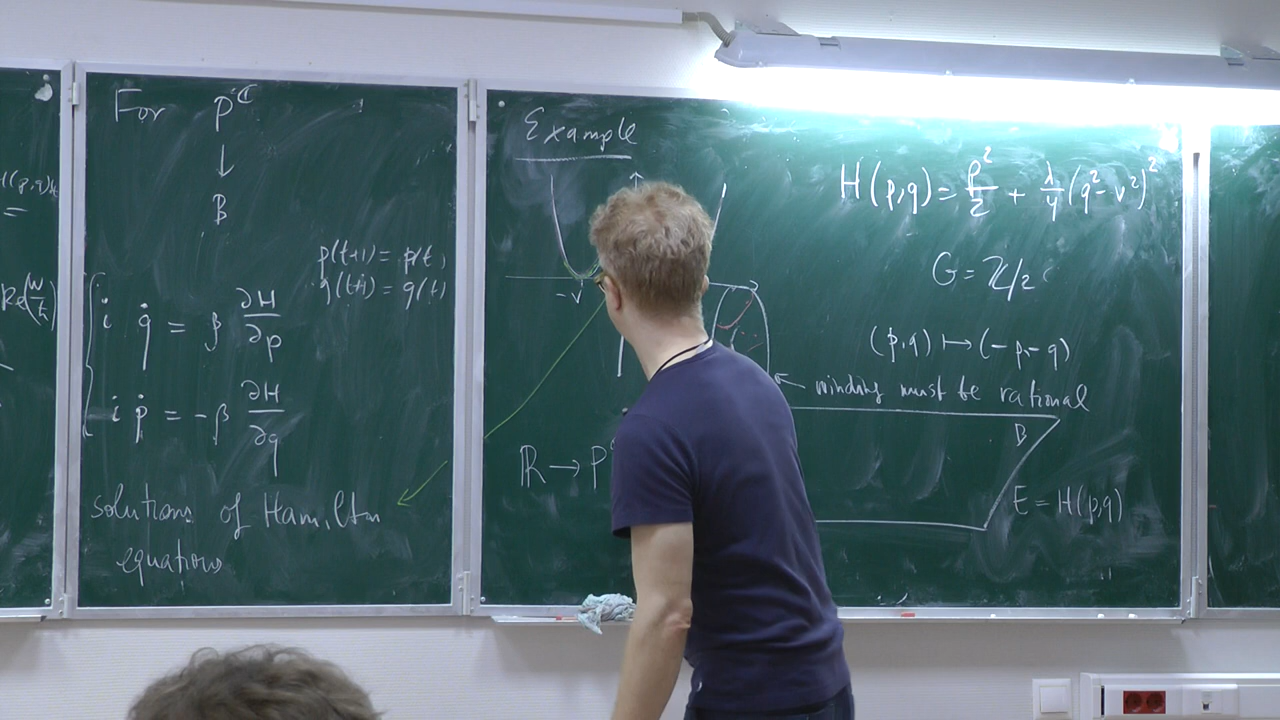 For P^ℂ
↓
B
p(t+1) = p(t)
q(t+1) = q(t)
i q̇ = β ∂H/∂p
i ṗ = -β ∂H/∂q
solutions of Hamilton
equations
Example
-v
ℝ → P
H(p,q) = p²/2 + λ/4 (q²-v²)²
G = ℤ/2
(p,q) ↦ (-p,-q)
← winding must be rational
B
E = H(p,q)